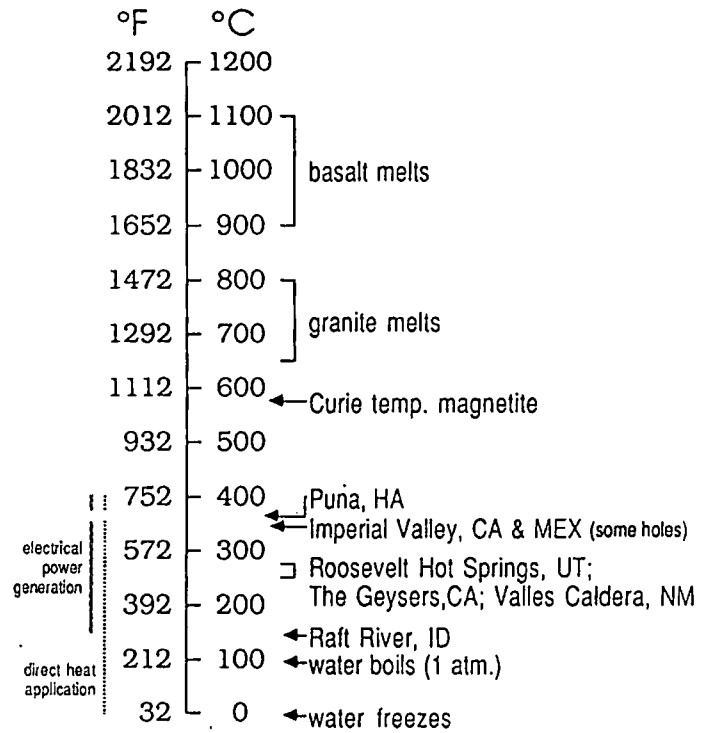 °F °C
2192 1200
2012 1100
1832 1000
basalt melts
1652 900
1472 800
1292 700
granite melts
1112 600
Curie temp. magnetite
932 500
752 400
Puna, HA
Imperial Valley, CA & MEX (some holes)
electrical
power
generation
572 300
Roosevelt Hot Springs, UT;
The Geysers,CA; Valles Caldera, NM
392 200
Raft River, ID
212 100
water boils (1 atm.)
direct heat
application
32 0
water freezes